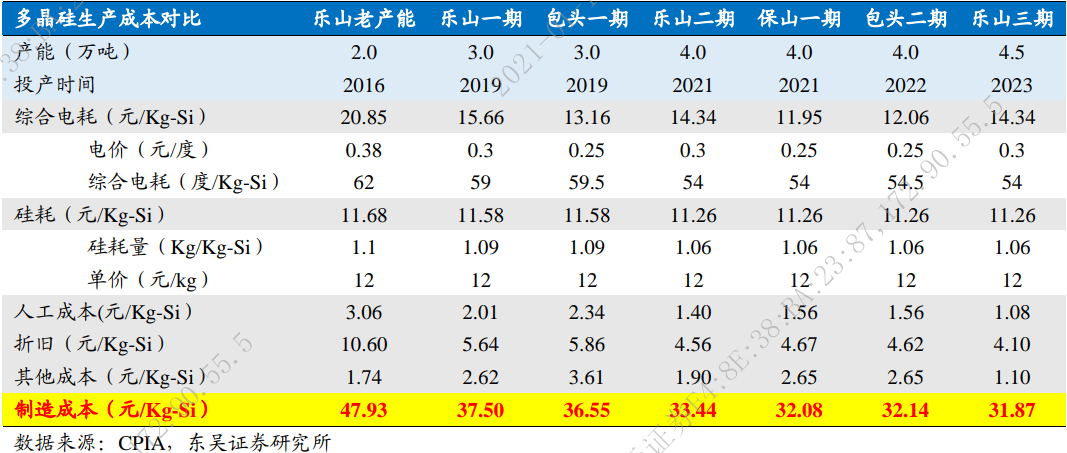 多晶硅生产成本对比 乐山老产能 乐山一期 包头一期 乐山二期 保山一期 包头二期 乐山三期
产能（万吨） 2.0 3.0 3.0 4.0 4.0 4.0 4.5
投产时间 2016 2019 2019 2021 2021 2022 2023
综合电耗（元/Kg-Si） 20.85 15.66 13.16 14.34 11.95 12.06 14.34
电价（元/度） 0.38 0.3 0.25 0.3 0.25 0.25 0.3
综合电耗（度/Kg-Si） 62 59 59.5 54 54 54.5 54
硅耗（元/Kg-Si） 11.68 11.58 11.58 11.26 11.26 11.26 11.26
硅耗量（Kg/Kg-Si） 1.1 1.09 1.09 1.06 1.06 1.06 1.06
单价（元/kg） 12 12 12 12 12 12 12
人工成本(元/Kg-Si） 3.06 2.01 2.34 1.40 1.56 1.56 1.08
折旧（元/Kg-Si） 10.60 5.64 5.86 4.56 4.67 4.62 4.10
其他成本（元/Kg-Si） 1.74 2.62 3.61 1.90 2.65 2.65 1.10
制造成本（元/Kg-Si） 47.93 37.50 36.55 33.44 32.08 32.14 31.87
数据来源：CPIA，东吴证券研究所